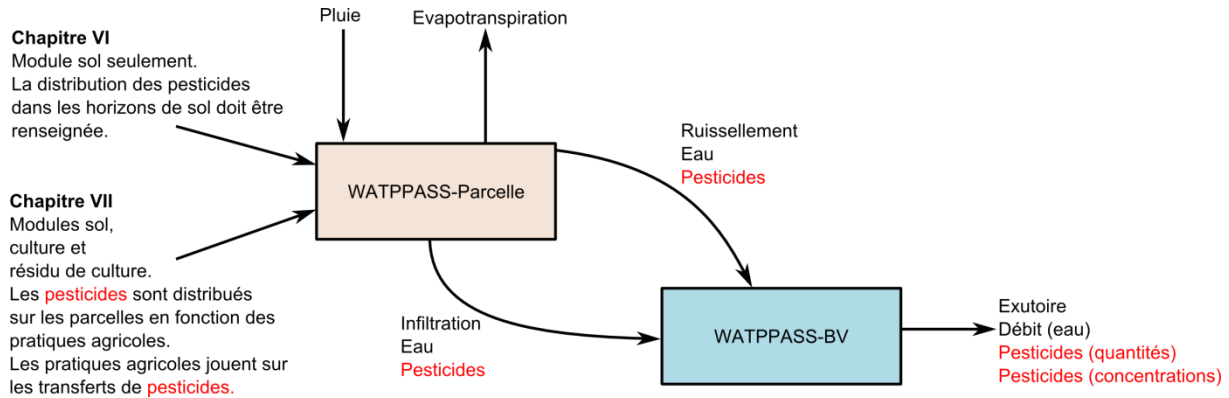 Chapitre VI
Module sol seulement.
La distribution des pesticides
dans les horizons de sol doit être
renseignée.
Pluie
Evapotranspiration
Chapitre VII
Modules sol,
culture et
résidu de culture.
Les pesticides sont distribués
sur les parcelles en fonction des
pratiques agricoles.
Les pratiques agricoles jouent sur
les transferts de pesticides.
WATPPASS-Parcelle
Ruissellement
Eau
Pesticides
Infiltration
Eau
Pesticides
WATPPASS-BV
Exutoire
Débit (eau)
Pesticides (quantités)
Pesticides (concentrations)